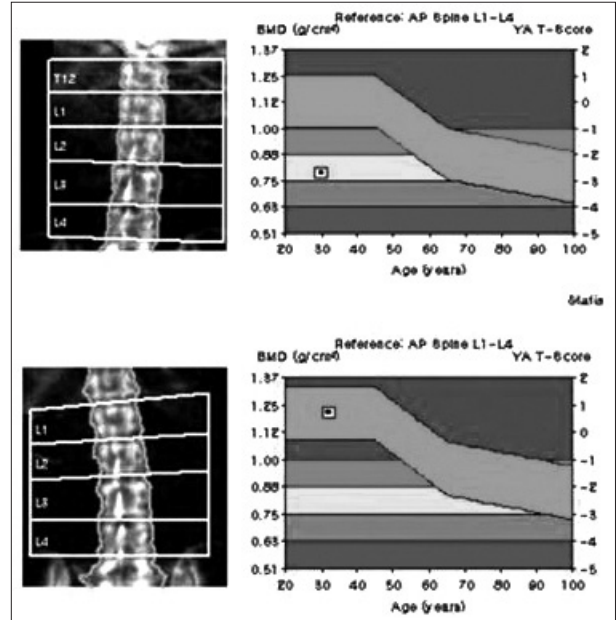 Reference: AP Spine L1-L4
BMD (g/cm²) YA T-Score
T12
L1
L2
L3
L4
1.37 2
1.25 1
1.12 0
1.00 -1
0.88 -2
0.75 -3
0.63 -4
0.51 -5
20 30 40 50 60 70 80 90 100
Age (years)
Statis
Reference: AP Spine L1-L4
BMD (g/cm²) YA T-Score
L1
L2
L3
L4
1.37 2
1.25 1
1.12 0
1.00 -1
0.88 -2
0.75 -3
0.63 -4
0.51 -5
20 30 40 50 60 70 80 90 100
Age (years)